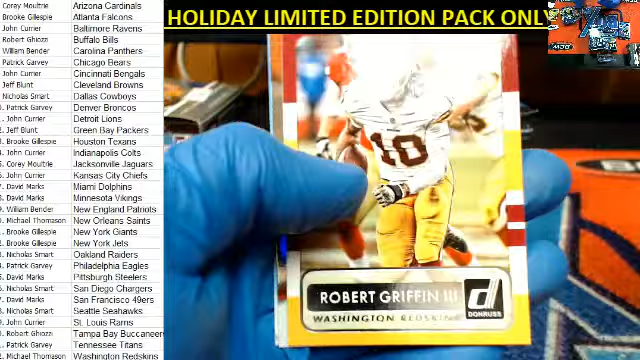 HOLIDAY LIMITED EDITION PACK ONLY
Corey Moultrie Arizona Cardinals
Brooke Gillespie Atlanta Falcons
John Currier Baltimore Ravens
Robert Ghiozzi Buffalo Bills
William Bender Carolina Panthers
Patrick Garvey Chicago Bears
John Currier Cincinnati Bengals
Jeff Blunt Cleveland Browns
Nicholas Smart Dallas Cowboys
Patrick Garvey Denver Broncos
John Currier Detroit Lions
Jeff Blunt Green Bay Packers
Brooke Gillespie Houston Texans
John Currier Indianapolis Colts
Corey Moultrie Jacksonville Jaguars
John Currier Kansas City Chiefs
David Marks Miami Dolphins
David Marks Minnesota Vikings
William Bender New England Patriots
Michael Thomason New Orleans Saints
Brooke Gillespie New York Giants
Brooke Gillespie New York Jets
Nicholas Smart Oakland Raiders
Patrick Garvey Philadelphia Eagles
David Marks Pittsburgh Steelers
Nicholas Smart San Diego Chargers
David Marks San Francisco 49ers
Nicholas Smart Seattle Seahawks
John Currier St. Louis Rams
Robert Ghiozzi Tampa Bay Buccaneers
Patrick Garvey Tennessee Titans
Michael Thomason Washington Redskins
10
ROBERT GRIFFIN III
WASHINGTON REDSKINS
DONRUSS